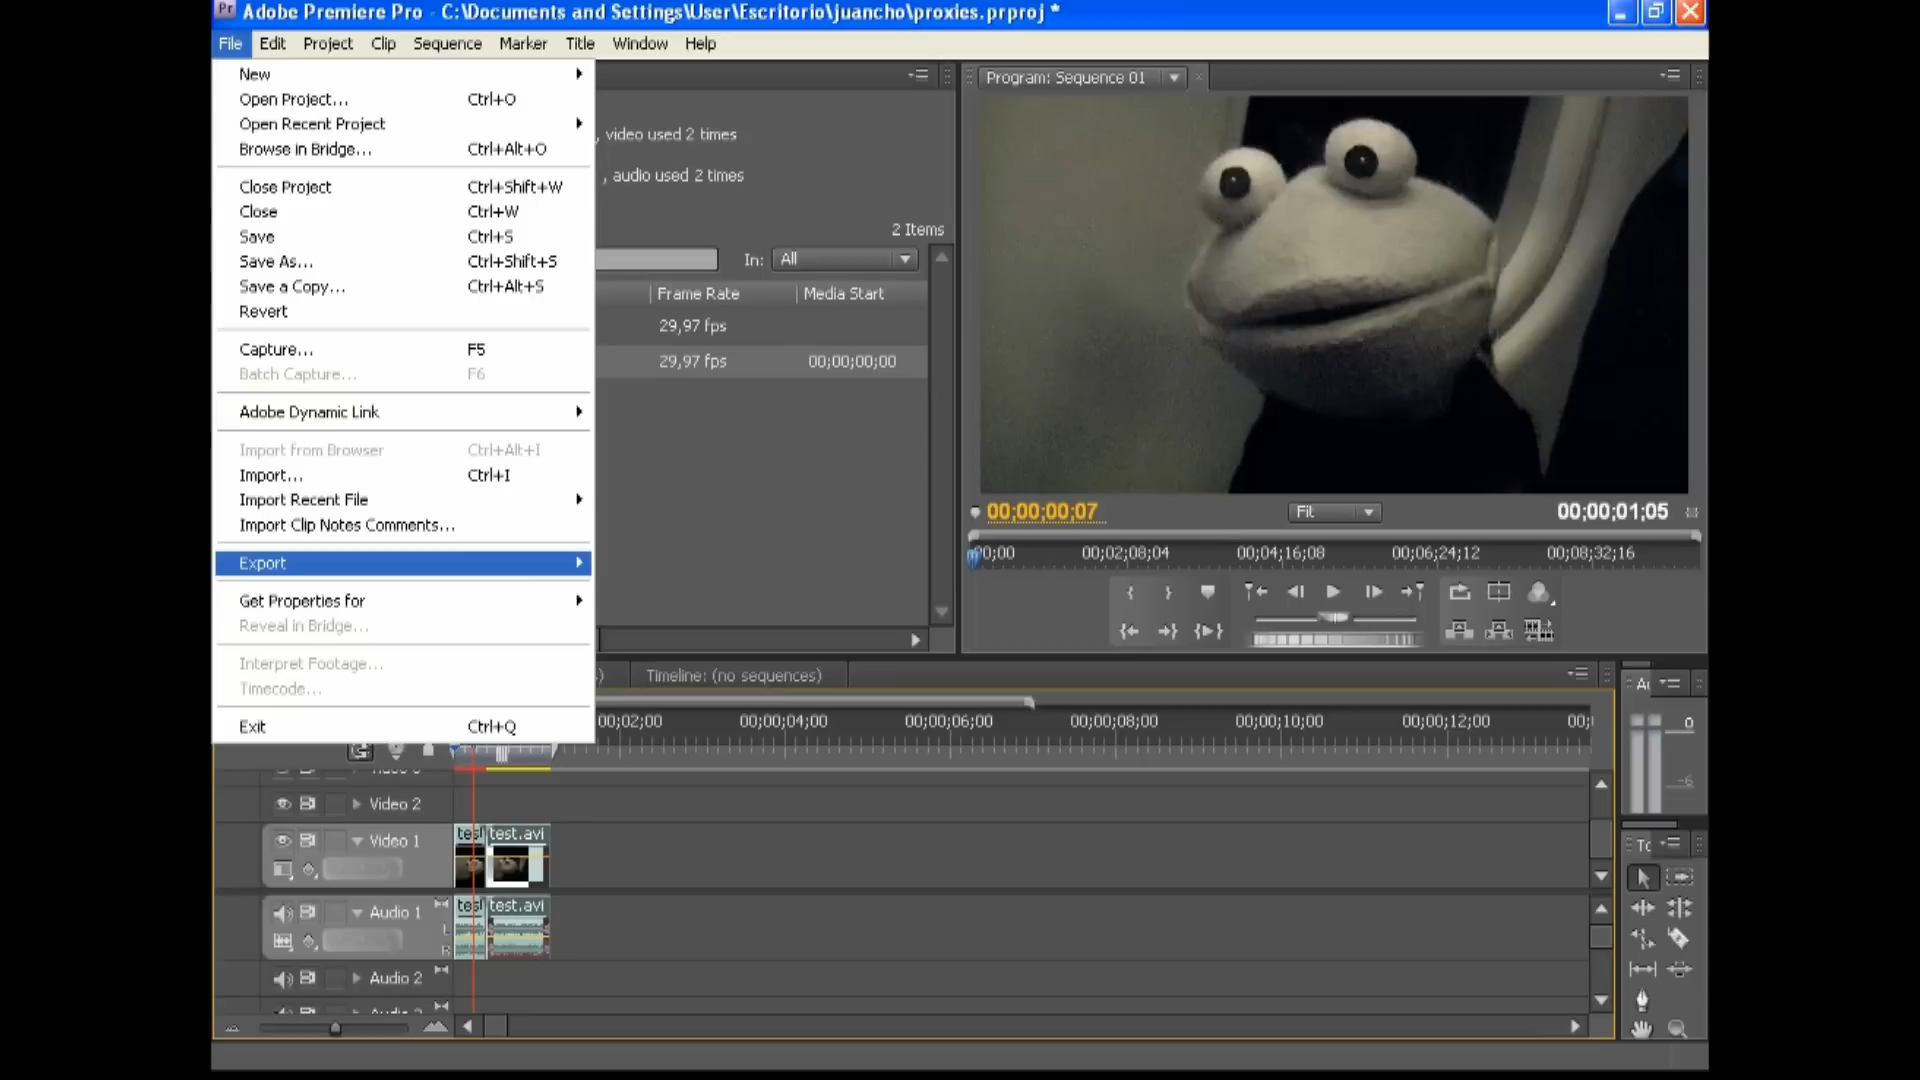 Pr Adobe Premiere Pro - C:\Documents and Settings\User\Escritorio\juancho\proxies.prproj *
File Edit Project Clip Sequence Marker Title Window Help
New
Open Project... Ctrl+O
Open Recent Project
Browse in Bridge... Ctrl+Alt+O
Close Project Ctrl+Shift+W
Close Ctrl+W
Save Ctrl+S
Save As... Ctrl+Shift+S
Save a Copy... Ctrl+Alt+S
Revert
Capture... F5
Batch Capture... F6
Adobe Dynamic Link
Import from Browser Ctrl+Alt+I
Import... Ctrl+I
Import Recent File
Import Clip Notes Comments...
Export
Get Properties for
Reveal in Bridge...
Interpret Footage...
Timecode...
Exit Ctrl+Q
, video used 2 times
, audio used 2 times
2 Items
In: All
Frame Rate Media Start
29,97 fps
29,97 fps 00;00;00;00
Program: Sequence 01
00;00;00;07 Fit 00;00;01;05
00;00 00;02;08;04 00;04;16;08 00;06;24;12 00;08;32;16
Timeline: (no sequences)
00;00;02;00 00;00;04;00 00;00;06;00 00;00;08;00 00;00;10;00 00;00;12;00 00;
Video 2
Video 1
test.avi
Audio 1
test.avi
L
R
Audio 2
0
-6